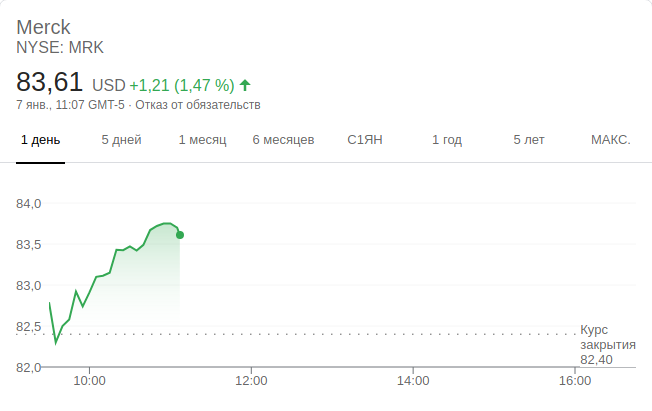 Merck
NYSE: MRK
83,61 USD +1,21 (1,47 %)
7 янв., 11:07 GMT-5 · Отказ от обязательств
1 день 5 дней 1 месяц 6 месяцев С1ЯН 1 год 5 лет МАКС.
84,0
83,5
83,0
82,5
82,0
Курс
закрытия
82,40
10:00 12:00 14:00 16:00